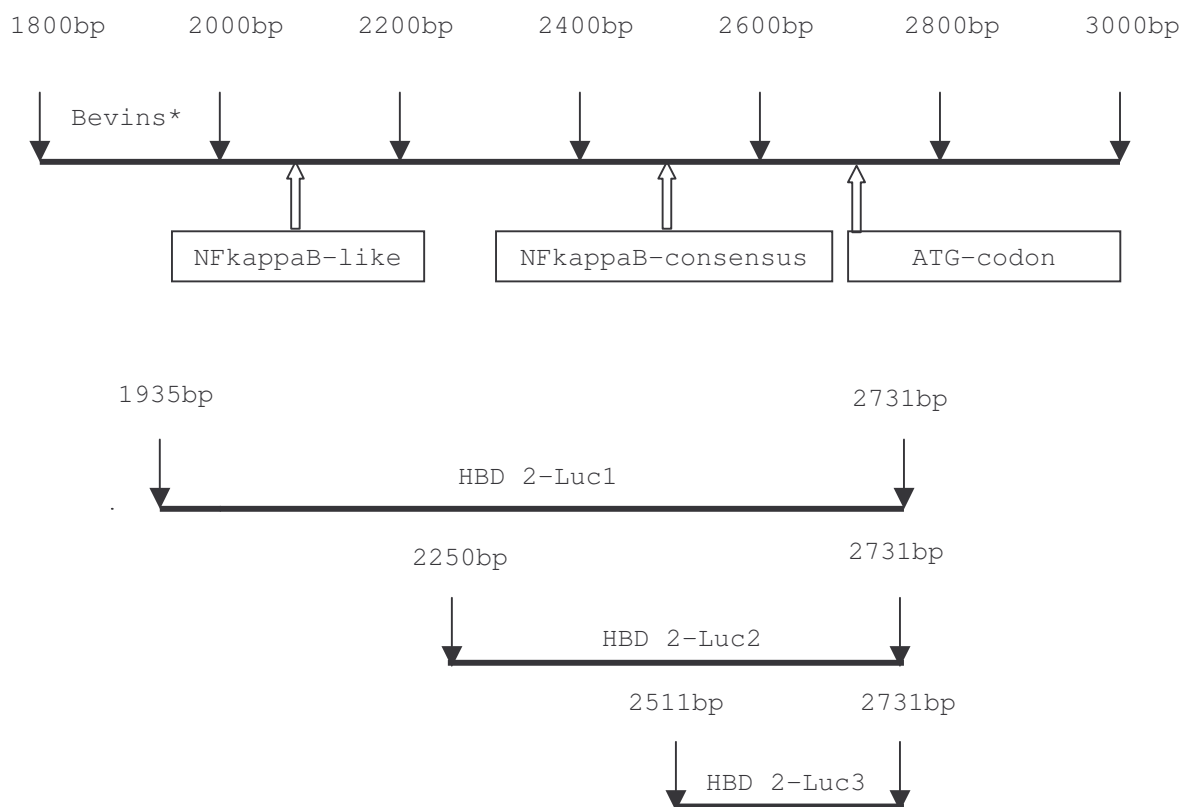 1800bp 2000bp 2200bp 2400bp 2600bp 2800bp 3000bp
Bevins*
NFkappaB-like NFkappaB-consensus ATG-codon
1935bp 2731bp
HBD 2-Luc1
2250bp 2731bp
HBD 2-Luc2
2511bp 2731bp
HBD 2-Luc3